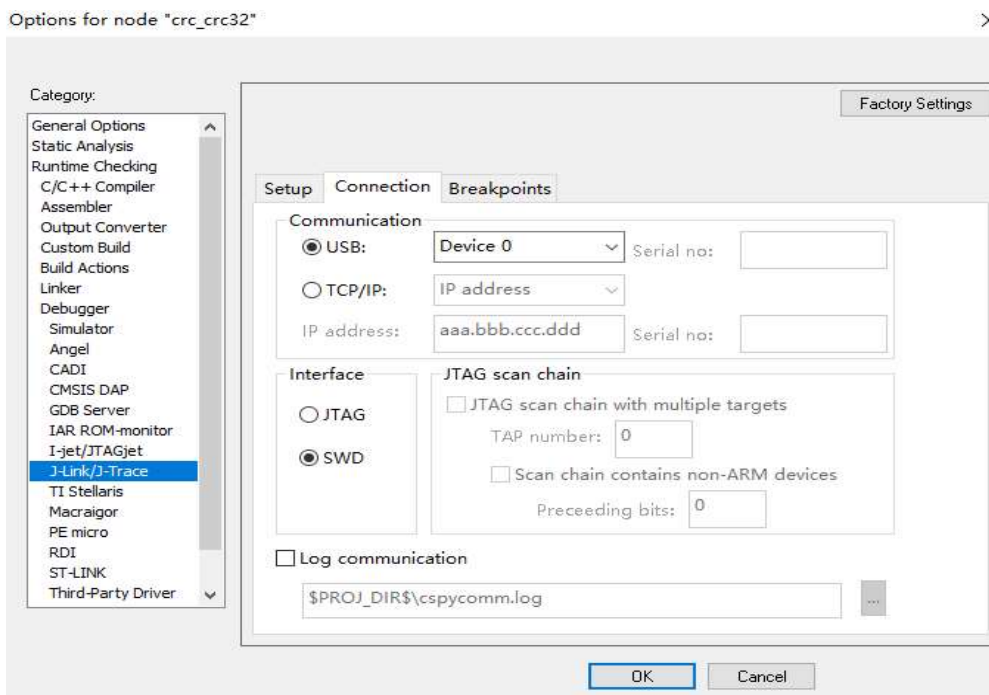 Options for node "crc_crc32"
Category:
General Options
Static Analysis
Runtime Checking
C/C++ Compiler
Assembler
Output Converter
Custom Build
Build Actions
Linker
Debugger
Simulator
Angel
CADI
CMSIS DAP
GDB Server
IAR ROM-monitor
I-jet/JTAGjet
J-Link/J-Trace
TI Stellaris
Macraigor
PE micro
RDI
ST-LINK
Third-Party Driver
Factory Settings
Setup Connection Breakpoints
Communication
USB: Device 0 Serial no:
TCP/IP: IP address
IP address: aaa.bbb.ccc.ddd Serial no:
Interface
JTAG
SWD
JTAG scan chain
JTAG scan chain with multiple targets
TAP number: 0
Scan chain contains non-ARM devices
Preceeding bits: 0
Log communication
$PROJ_DIR$\cspycomm.log ...
OK Cancel